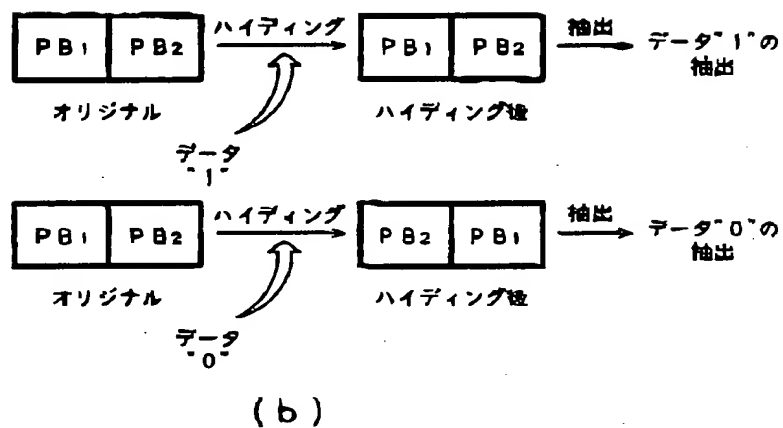 PB1 PB2 ハイディング PB1 PB2 抽出 データ"1"の
抽出
オリジナル ハイディング後
データ
"1"
PB1 PB2 ハイディング PB2 PB1 抽出 データ"0"の
抽出
オリジナル ハイディング後
データ
"0"
(b)